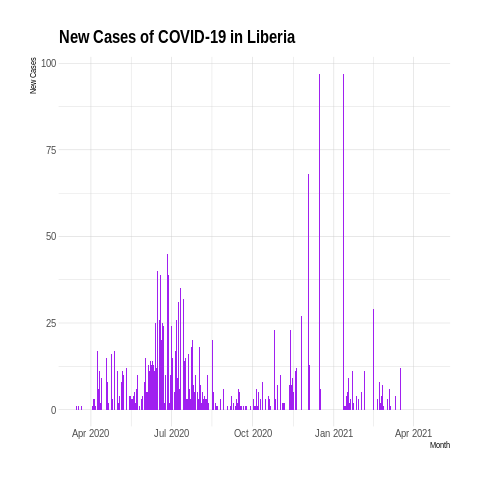 New Cases of COVID-19 in Liberia
New Cases
100
75
50
25
0
Apr 2020 Jul 2020 Oct 2020 Jan 2021 Apr 2021
Month